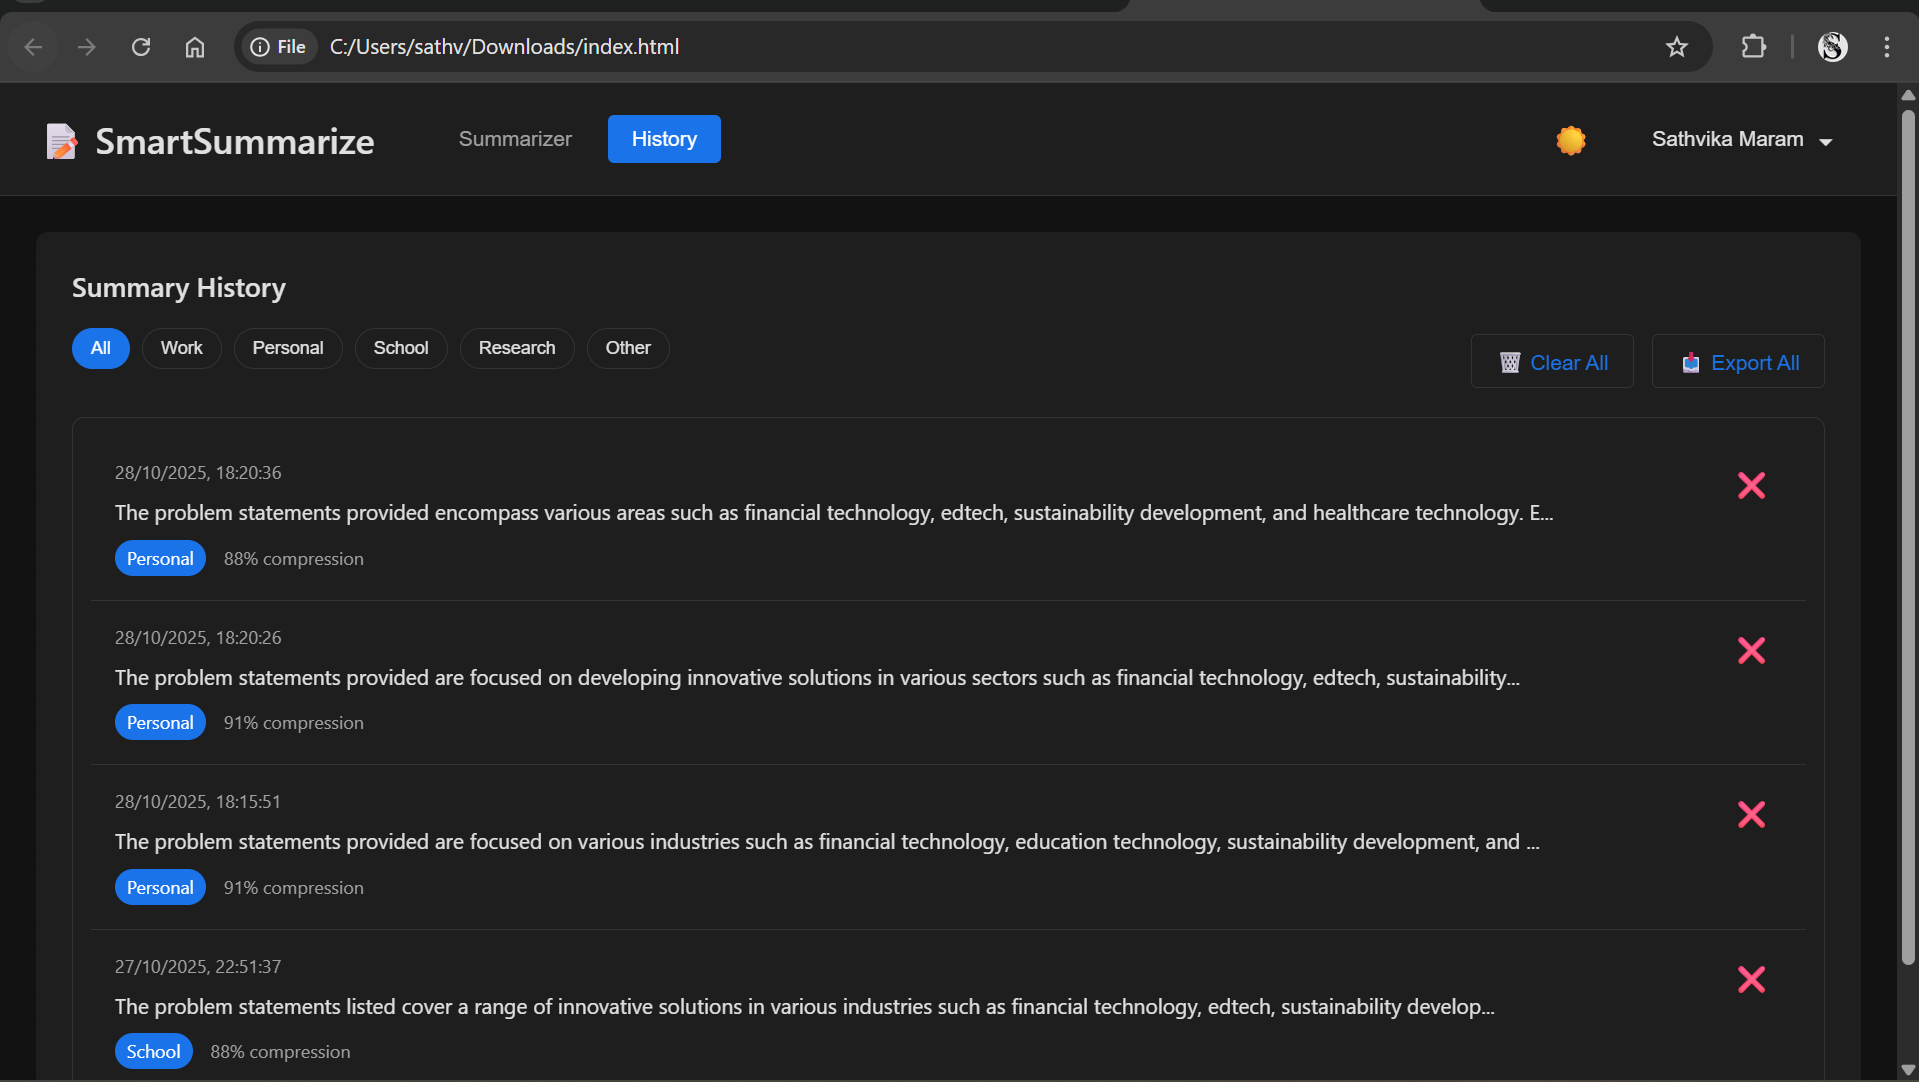 File C:/Users/sathv/Downloads/index.html
SmartSummarize Summarizer History Sathvika Maram
Summary History
All Work Personal School Research Other
Clear All Export All
28/10/2025, 18:20:36
The problem statements provided encompass various areas such as financial technology, edtech, sustainability development, and healthcare technology. E...
Personal 88% compression
28/10/2025, 18:20:26
The problem statements provided are focused on developing innovative solutions in various sectors such as financial technology, edtech, sustainability...
Personal 91% compression
28/10/2025, 18:15:51
The problem statements provided are focused on various industries such as financial technology, education technology, sustainability development, and ...
Personal 91% compression
27/10/2025, 22:51:37
The problem statements listed cover a range of innovative solutions in various industries such as financial technology, edtech, sustainability develop...
School 88% compression